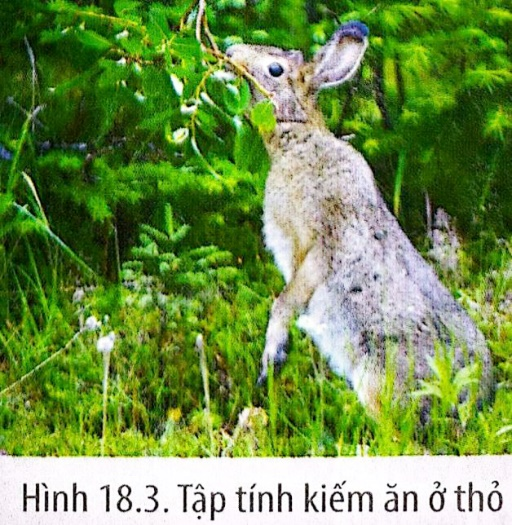 Hình 18.3. Tập tính kiếm ăn ở thỏ